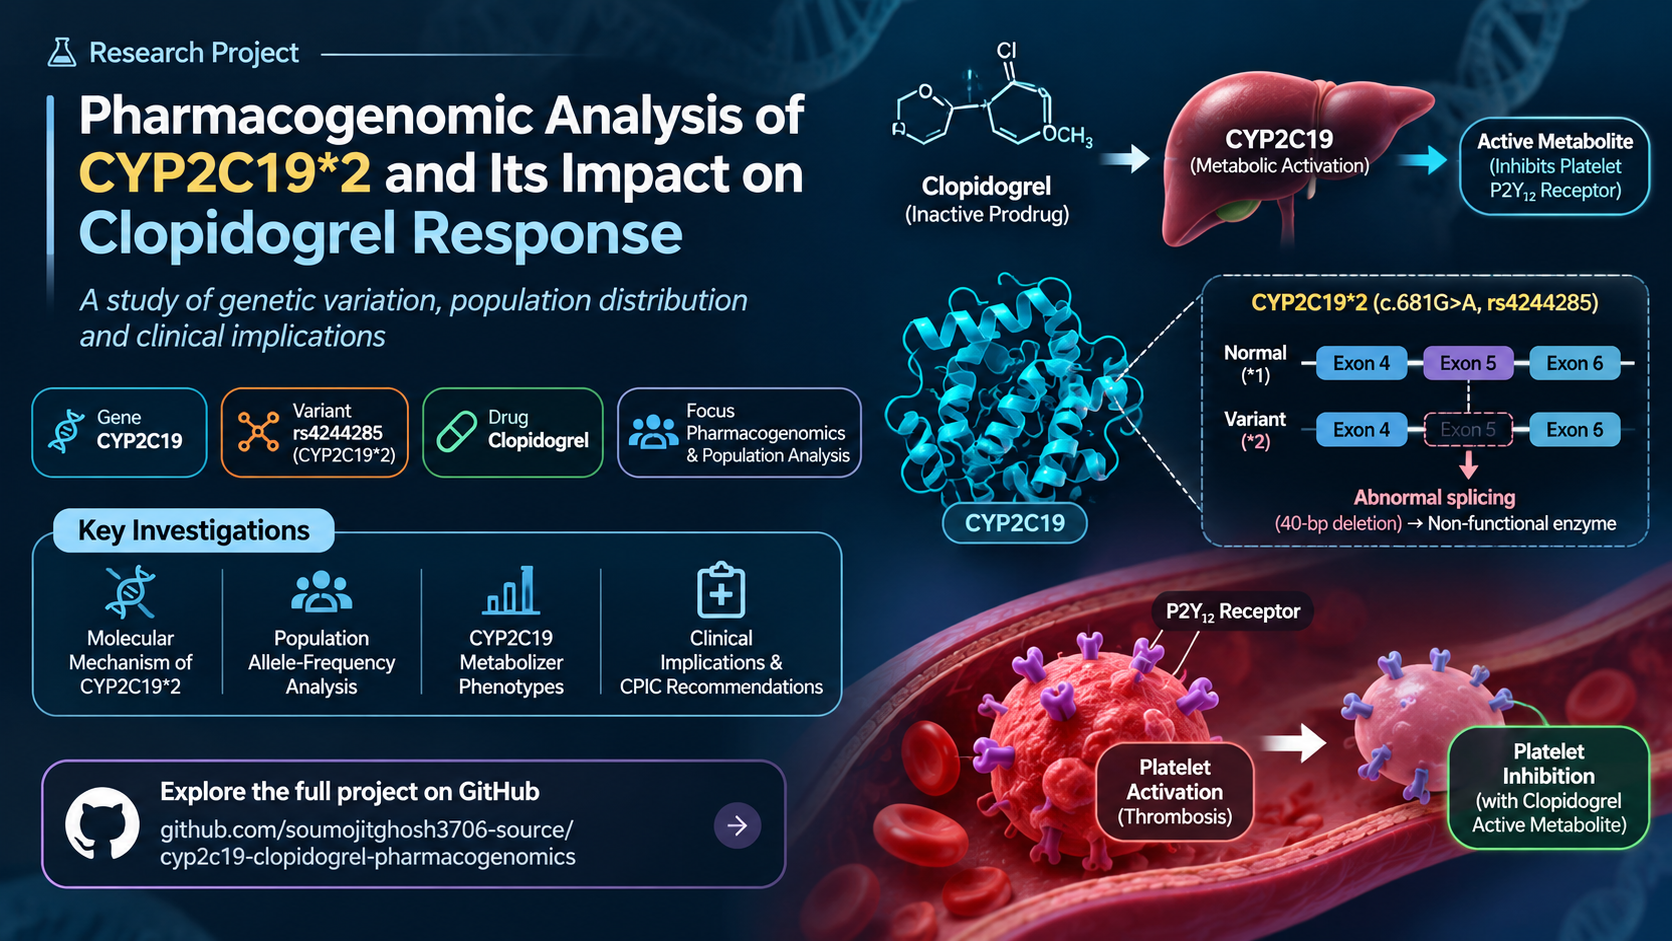 Research Project
Pharmacogenomic Analysis of
CYP2C19*2 and Its Impact on
Clopidogrel Response
A study of genetic variation, population distribution
and clinical implications
Gene
CYP2C19
Variant
rs4244285
(CYP2C19*2)
Drug
Clopidogrel
Focus
Pharmacogenomics
& Population Analysis
Key Investigations
Molecular
Mechanism of
CYP2C19*2
Population
Allele-Frequency
Analysis
CYP2C19
Metabolizer
Phenotypes
Clinical
Implications &
CPIC Recommendations
Explore the full project on GitHub
github.com/soumojitghosh3706-source/
cyp2c19-clopidogrel-pharmacogenomics
Cl
O
OCH₃
Clopidogrel
(Inactive Prodrug)
CYP2C19
(Metabolic Activation)
Active Metabolite
(Inhibits Platelet
P2Y₁₂ Receptor)
CYP2C19
CYP2C19*2 (c.681G>A, rs4244285)
Normal
(*1)
Exon 4 Exon 5 Exon 6
Variant
(*2)
Exon 4 Exon 5 Exon 6
Abnormal splicing
(40-bp deletion) → Non-functional enzyme
P2Y₁₂ Receptor
Platelet
Activation
(Thrombosis)
Platelet
Inhibition
(with Clopidogrel
Active Metabolite)